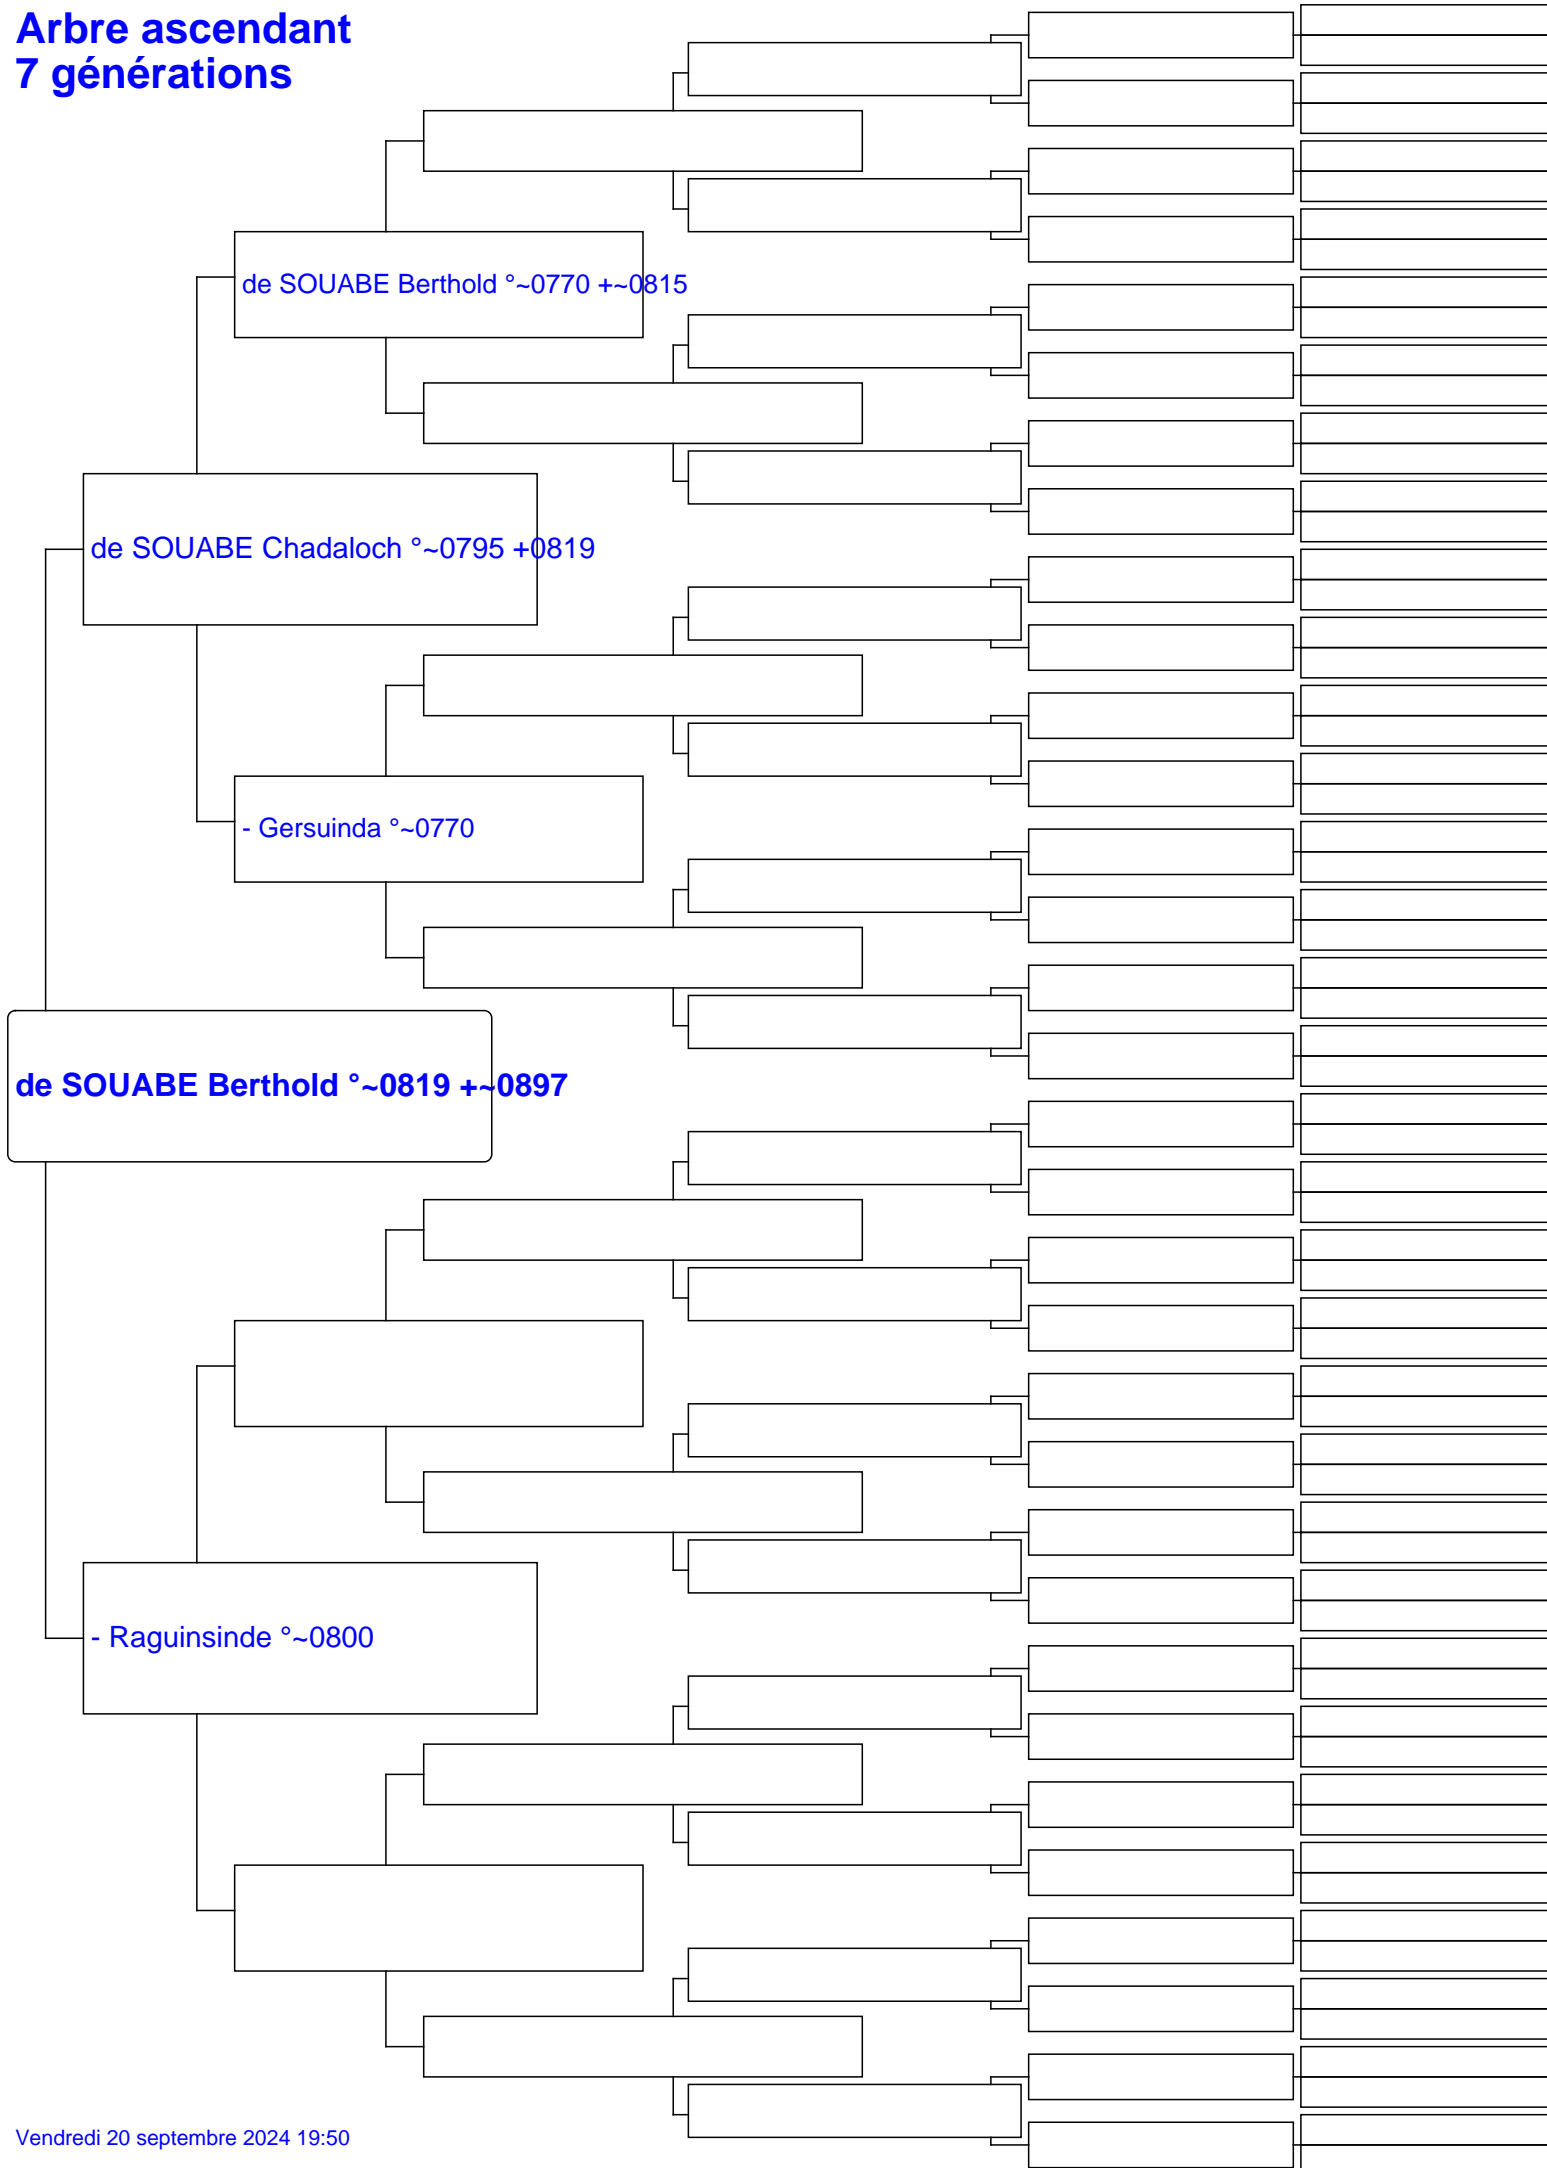 Arbre ascendant
7 générations
de SOUABE Berthold °~0770 +~0815
de SOUABE Chadaloch °~0795 +0819
- Gersuinda °~0770
de SOUABE Berthold °~0819 +~0897
- Raguinsinde °~0800
Vendredi 20 septembre 2024 19:50